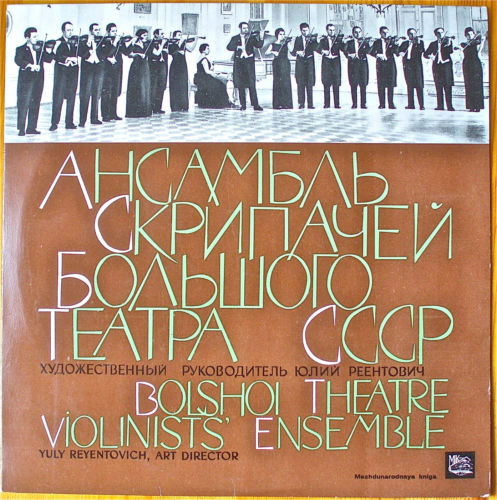 АНСАМБЛЬ
СКРИПАЧЕЙ
БОЛЬШОГО
ТЕАТРА СССР
ХУДОЖЕСТВЕННЫЙ РУКОВОДИТЕЛЬ ЮЛИЙ РЕЕНТОВИЧ
BOLSHOI THEATRE
VIOLINISTS' ENSEMBLE
YULY REYENTOVICH, ART DIRECTOR
Mezhdunarodnaya kniga
MK